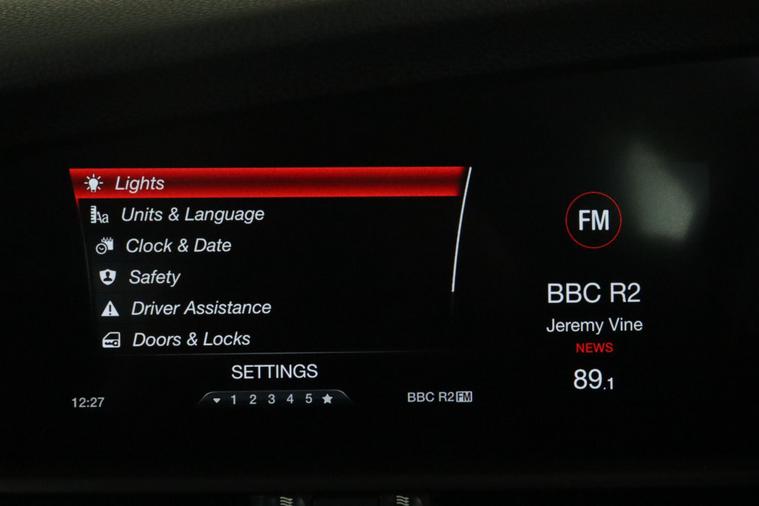 Lights
Aa Units & Language
Clock & Date
Safety
Driver Assistance
Doors & Locks
SETTINGS
12:27
1 2 3 4 5
BBC R2 FM
FM
BBC R2
Jeremy Vine
NEWS
89.1